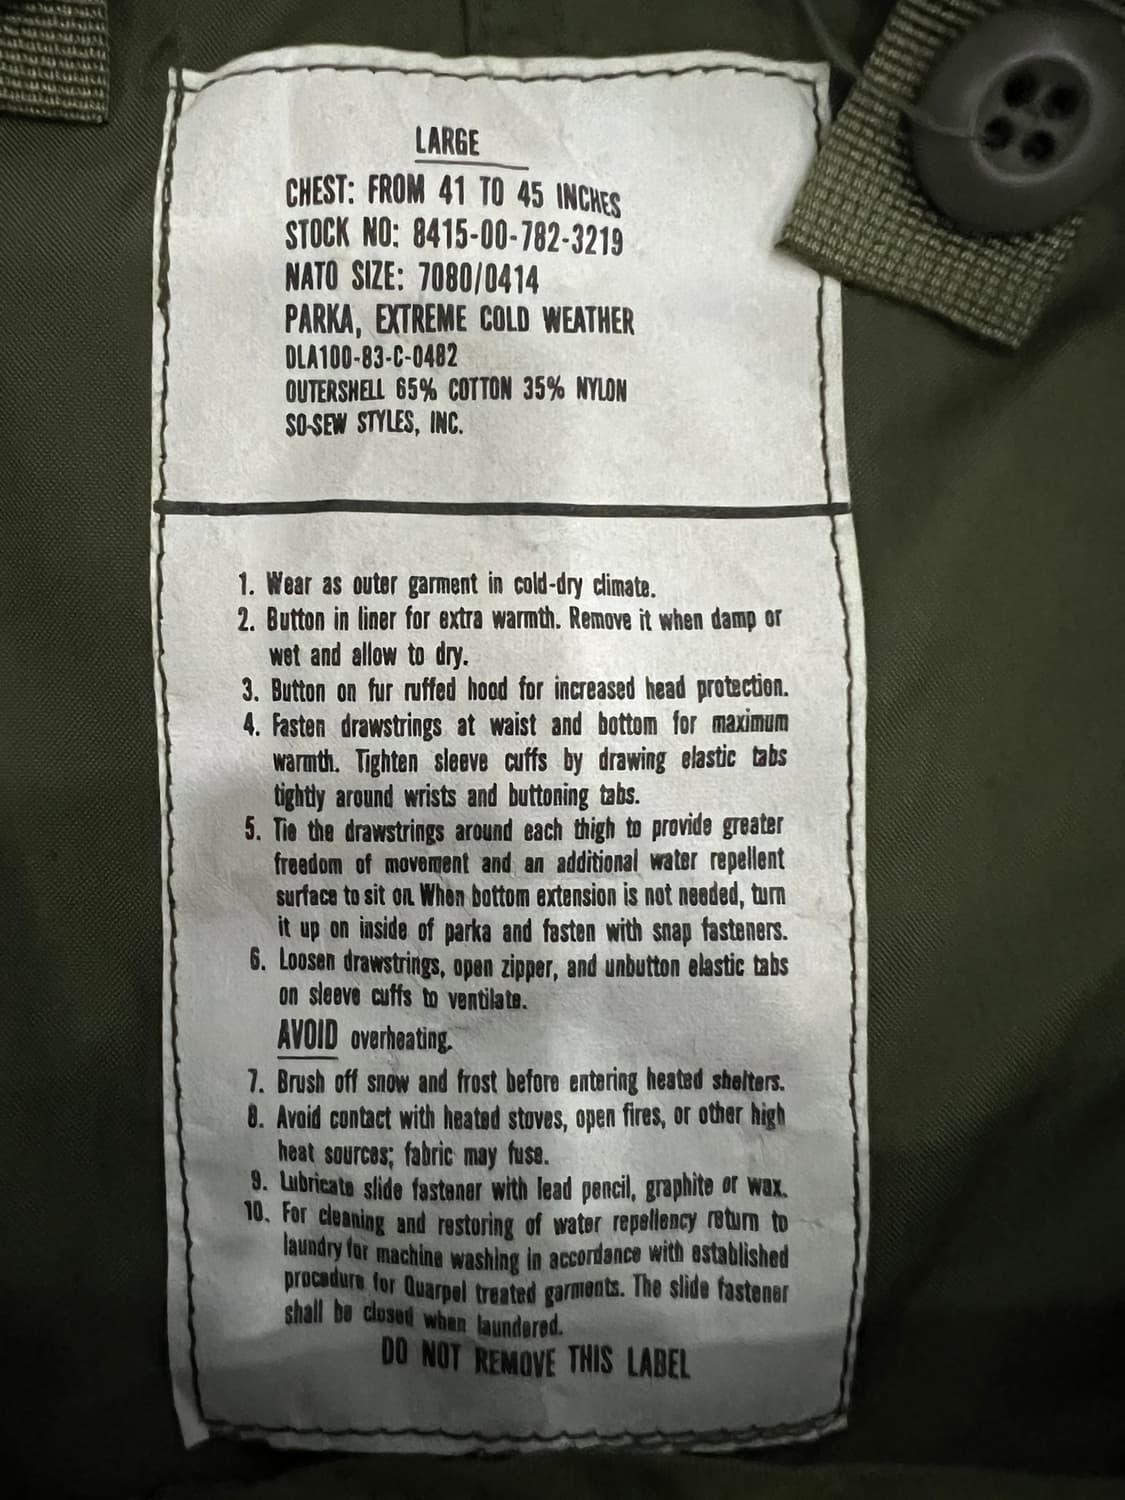 LARGE
CHEST: FROM 41 TO 45 INCHES
STOCK NO: 8415-00-782-3219
NATO SIZE: 7080/0414
PARKA, EXTREME COLD WEATHER
DLA100-83-C-0482
OUTERSHELL 65% COTTON 35% NYLON
SO-SEW STYLES, INC.
1. Wear as outer garment in cold-dry climate.
2. Button in liner for extra warmth. Remove it when damp or
wet and allow to dry.
3. Button on fur ruffed hood for increased head protection.
4. Fasten drawstrings at waist and bottom for maximum
warmth. Tighten sleeve cuffs by drawing elastic tabs
tightly around wrists and buttoning tabs.
5. Tie the drawstrings around each thigh to provide greater
freedom of movement and an additional water repellent
surface to sit on. When bottom extension is not needed, turn
it up on inside of parka and fasten with snap fasteners.
6. Loosen drawstrings, open zipper, and unbutton elastic tabs
on sleeve cuffs to ventilate.
AVOID overheating.
7. Brush off snow and frost before entering heated shelters.
8. Avoid contact with heated stoves, open fires, or other high
heat sources; fabric may fuse.
9. Lubricate slide fastener with lead pencil, graphite or wax.
10. For cleaning and restoring of water repellency return to
laundry for machine washing in accordance with established
procedure for Quarpel treated garments. The slide fastener
shall be closed when laundered.
DO NOT REMOVE THIS LABEL